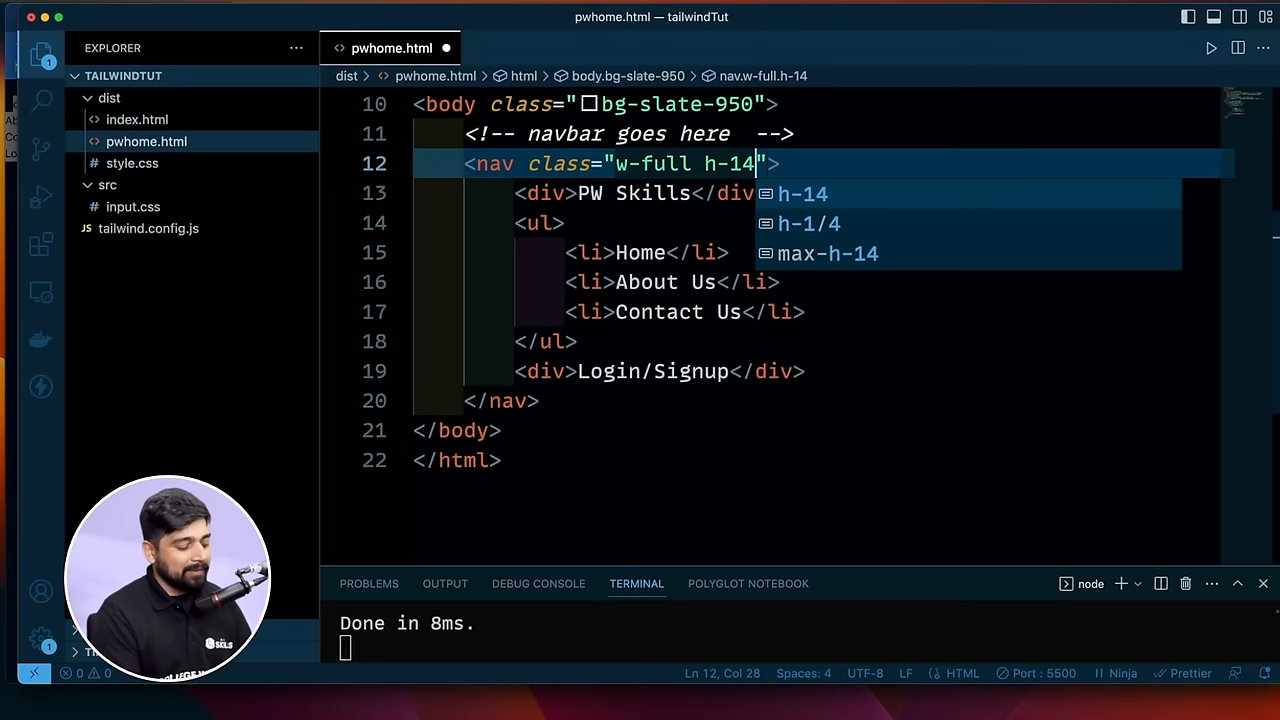 pwhome.html — tailwindTut
EXPLORER
TAILWINDTUT
dist
index.html
pwhome.html
style.css
src
input.css
JS tailwind.config.js
pwhome.html
dist > pwhome.html > html > body.bg-slate-950 > nav.w-full.h-14
10 <body class="bg-slate-950">
11 <!-- navbar goes here  -->
12 <nav class="w-full h-14">
13 <div>PW Skills</div
h-14
h-1/4
max-h-14
14 <ul>
15 <li>Home</li>
16 <li>About Us</li>
17 <li>Contact Us</li>
18 </ul>
19 <div>Login/Signup</div>
20 </nav>
21 </body>
22 </html>
PROBLEMS OUTPUT DEBUG CONSOLE TERMINAL POLYGLOT NOTEBOOK
node
Done in 8ms.
0 0 Ln 12, Col 28 Spaces: 4 UTF-8 LF HTML Port : 5500 Ninja Prettier
1
1